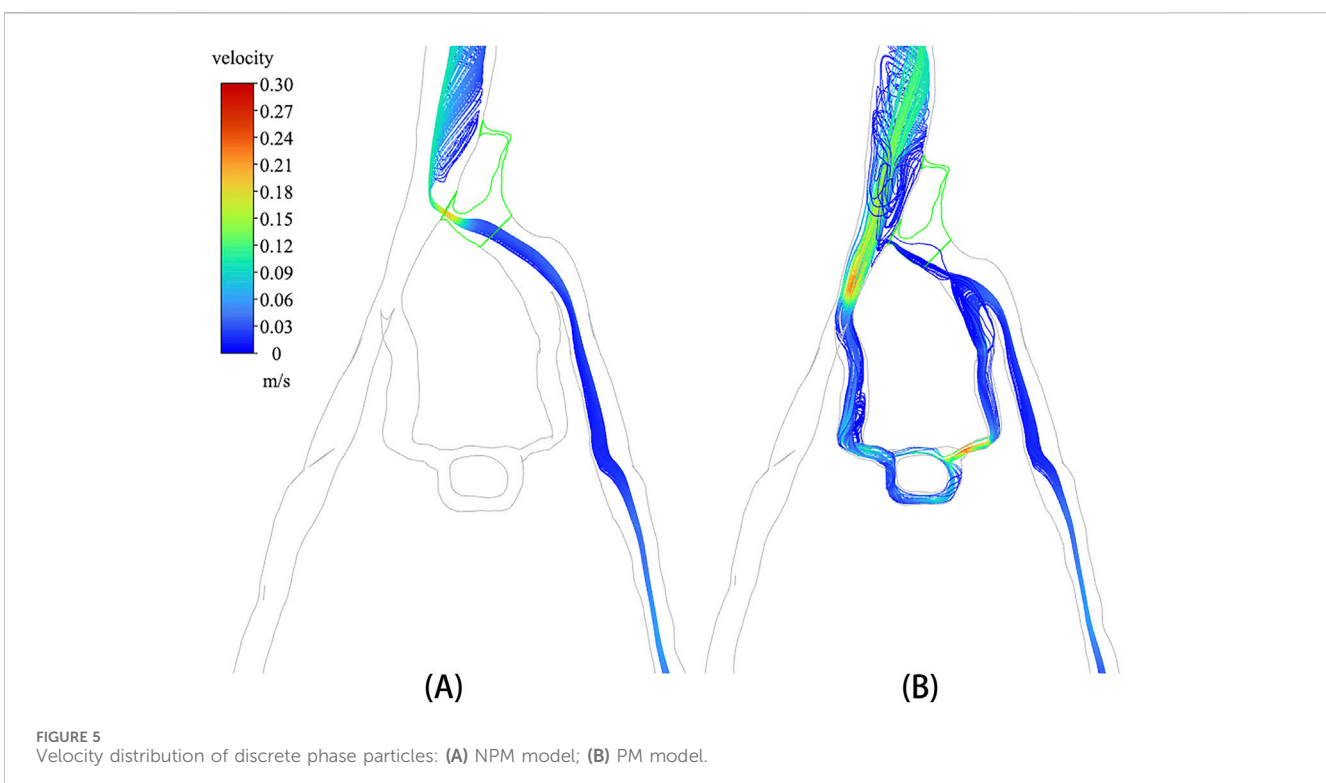 velocity
0.30
0.27
0.24
0.21
0.18
0.15
0.12
0.09
0.06
0.03
0
m/s
(A)
(B)
FIGURE 5
Velocity distribution of discrete phase particles: (A) NPM model; (B) PM model.